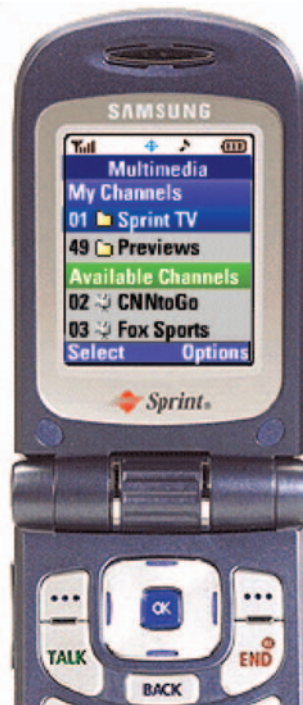 SAMSUNG
Multimedia
My Channels
01 Sprint TV
49 Previews
Available Channels
02 CNNtoGo
03 Fox Sports
Select Options
Sprint
OK
TALK
END
BACK